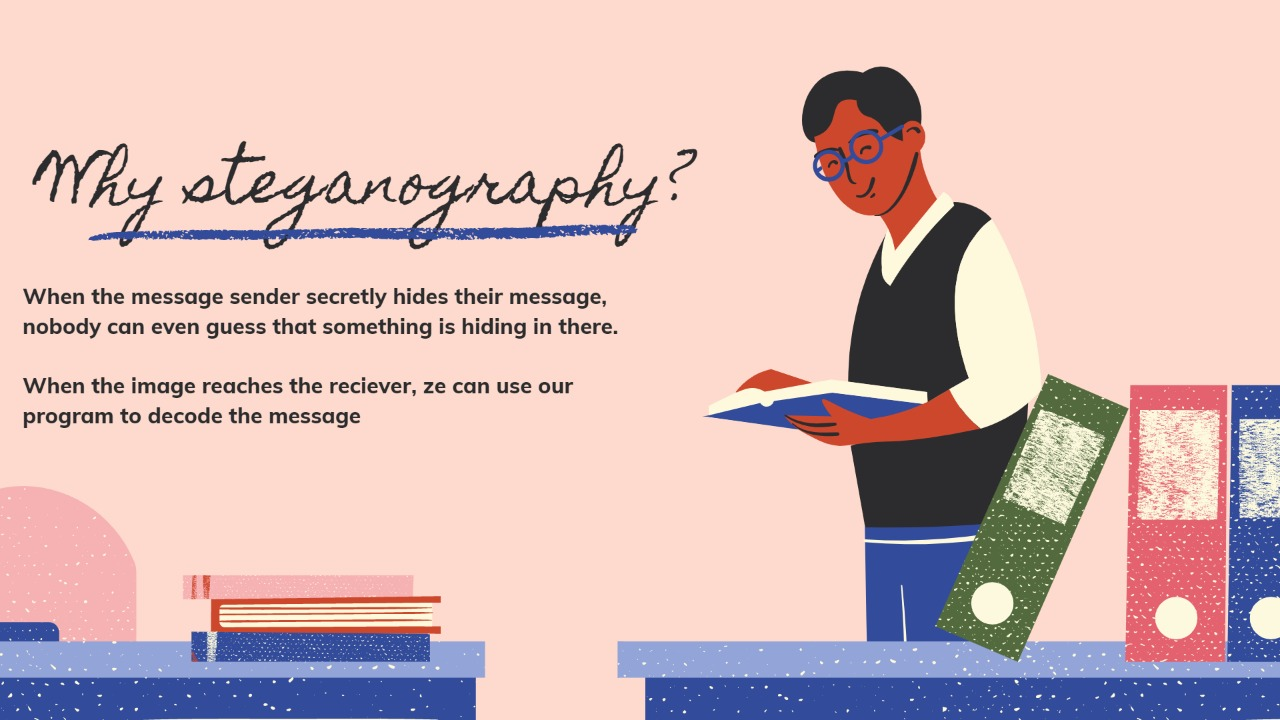 Why steganography?
When the message sender secretly hides their message,
nobody can even guess that something is hiding in there.
When the image reaches the reciever, ze can use our
program to decode the message